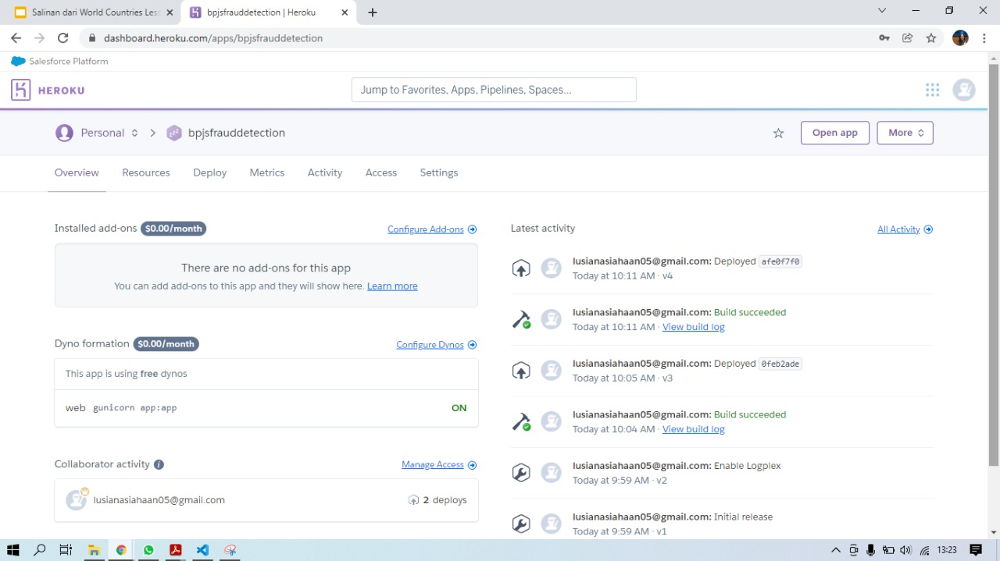 Salinan dari World Countries Les
bpjsfrauddetection | Heroku
dashboard.heroku.com/apps/bpjsfrauddetection
Salesforce Platform
HEROKU
Jump to Favorites, Apps, Pipelines, Spaces...
Personal
bpjsfrauddetection
Open app
More
Overview
Resources
Deploy
Metrics
Activity
Access
Settings
Installed add-ons $0.00/month
Configure Add-ons
There are no add-ons for this app
You can add add-ons to this app and they will show here. Learn more
Dyno formation $0.00/month
Configure Dynos
This app is using free dynos
web gunicorn app:app
ON
Collaborator activity
Manage Access
lusianasiahaan05@gmail.com
2 deploys
Latest activity
All Activity
lusianasiahaan05@gmail.com: Deployed afe0f7f0
Today at 10:11 AM · v4
lusianasiahaan05@gmail.com: Build succeeded
Today at 10:11 AM · View build log
lusianasiahaan05@gmail.com: Deployed 0feb2ade
Today at 10:05 AM · v3
lusianasiahaan05@gmail.com: Build succeeded
Today at 10:04 AM · View build log
lusianasiahaan05@gmail.com: Enable Logplex
Today at 9:59 AM · v2
lusianasiahaan05@gmail.com: Initial release
Today at 9:59 AM · v1
13:23